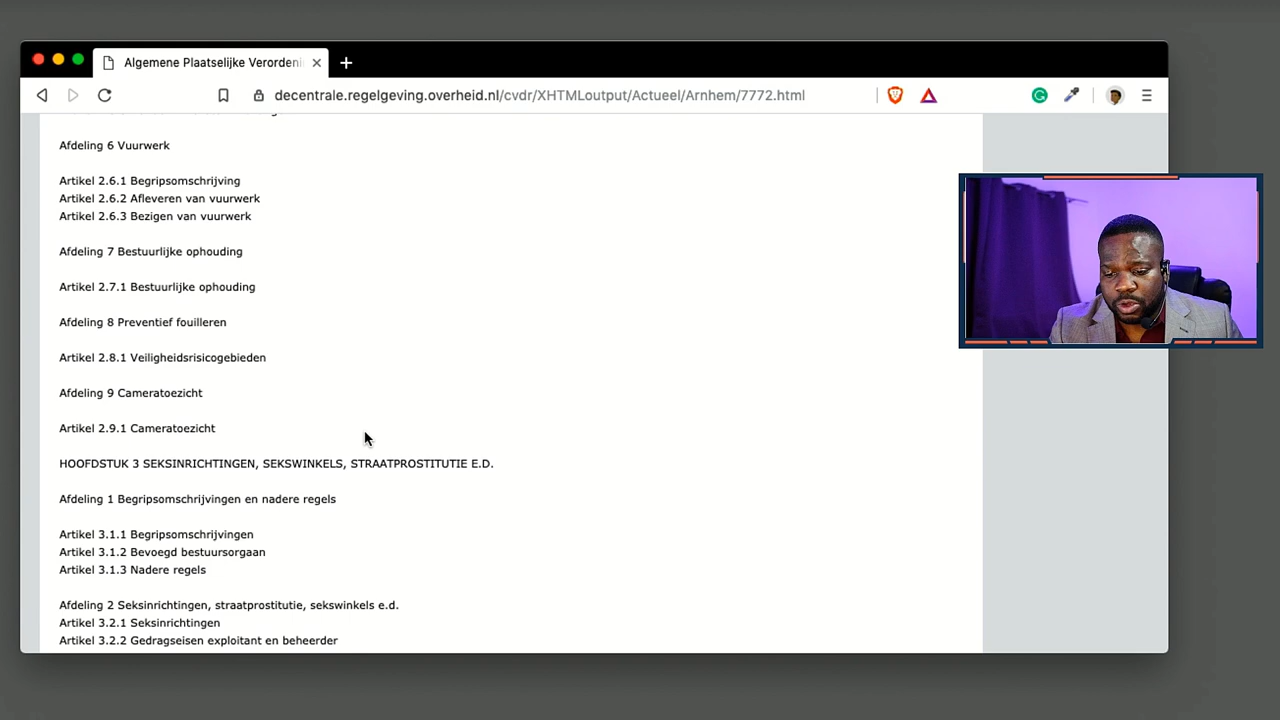 Algemene Plaatselijke Verordeni
decentrale.regelgeving.overheid.nl/cvdr/XHTMLoutput/Actueel/Arnhem/7772.html
Afdeling 6 Vuurwerk
Artikel 2.6.1 Begripsomschrijving
Artikel 2.6.2 Afleveren van vuurwerk
Artikel 2.6.3 Bezigen van vuurwerk
Afdeling 7 Bestuurlijke ophouding
Artikel 2.7.1 Bestuurlijke ophouding
Afdeling 8 Preventief fouilleren
Artikel 2.8.1 Veiligheidsrisicogebieden
Afdeling 9 Cameratoezicht
Artikel 2.9.1 Cameratoezicht
HOOFDSTUK 3 SEKSINRICHTINGEN, SEKSWINKELS, STRAATPROSTITUTIE E.D.
Afdeling 1 Begripsomschrijvingen en nadere regels
Artikel 3.1.1 Begripsomschrijvingen
Artikel 3.1.2 Bevoegd bestuursorgaan
Artikel 3.1.3 Nadere regels
Afdeling 2 Seksinrichtingen, straatprostitutie, sekswinkels e.d.
Artikel 3.2.1 Seksinrichtingen
Artikel 3.2.2 Gedragseisen exploitant en beheerder